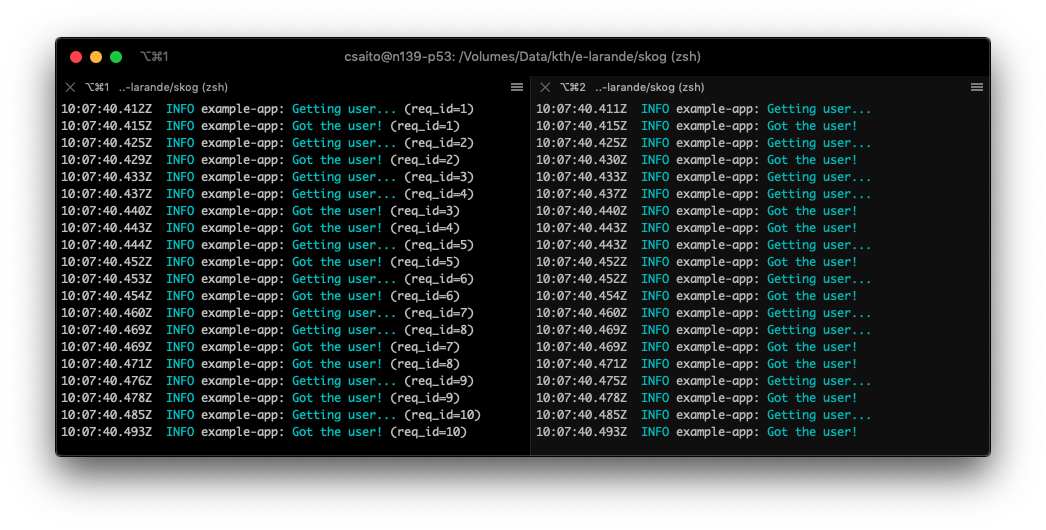 ⌥⌘1
csaito@n139-p53: /Volumes/Data/kth/e-larande/skog (zsh)
⌥⌘1 ..-larande/skog (zsh)
10:07:40.412Z INFO example-app: Getting user... (req_id=1)
10:07:40.415Z INFO example-app: Got the user! (req_id=1)
10:07:40.425Z INFO example-app: Getting user... (req_id=2)
10:07:40.429Z INFO example-app: Got the user! (req_id=2)
10:07:40.433Z INFO example-app: Getting user... (req_id=3)
10:07:40.437Z INFO example-app: Getting user... (req_id=4)
10:07:40.440Z INFO example-app: Got the user! (req_id=3)
10:07:40.443Z INFO example-app: Got the user! (req_id=4)
10:07:40.444Z INFO example-app: Getting user... (req_id=5)
10:07:40.452Z INFO example-app: Got the user! (req_id=5)
10:07:40.453Z INFO example-app: Getting user... (req_id=6)
10:07:40.454Z INFO example-app: Got the user! (req_id=6)
10:07:40.460Z INFO example-app: Getting user... (req_id=7)
10:07:40.469Z INFO example-app: Getting user... (req_id=8)
10:07:40.469Z INFO example-app: Got the user! (req_id=7)
10:07:40.471Z INFO example-app: Got the user! (req_id=8)
10:07:40.476Z INFO example-app: Getting user... (req_id=9)
10:07:40.478Z INFO example-app: Got the user! (req_id=9)
10:07:40.485Z INFO example-app: Getting user... (req_id=10)
10:07:40.493Z INFO example-app: Got the user! (req_id=10)
⌥⌘2 ..-larande/skog (zsh)
10:07:40.411Z INFO example-app: Getting user...
10:07:40.415Z INFO example-app: Got the user!
10:07:40.425Z INFO example-app: Getting user...
10:07:40.430Z INFO example-app: Got the user!
10:07:40.433Z INFO example-app: Getting user...
10:07:40.437Z INFO example-app: Getting user...
10:07:40.440Z INFO example-app: Got the user!
10:07:40.443Z INFO example-app: Got the user!
10:07:40.443Z INFO example-app: Getting user...
10:07:40.452Z INFO example-app: Got the user!
10:07:40.452Z INFO example-app: Getting user...
10:07:40.454Z INFO example-app: Got the user!
10:07:40.460Z INFO example-app: Getting user...
10:07:40.469Z INFO example-app: Getting user...
10:07:40.469Z INFO example-app: Got the user!
10:07:40.471Z INFO example-app: Got the user!
10:07:40.475Z INFO example-app: Getting user...
10:07:40.478Z INFO example-app: Got the user!
10:07:40.485Z INFO example-app: Getting user...
10:07:40.493Z INFO example-app: Got the user!